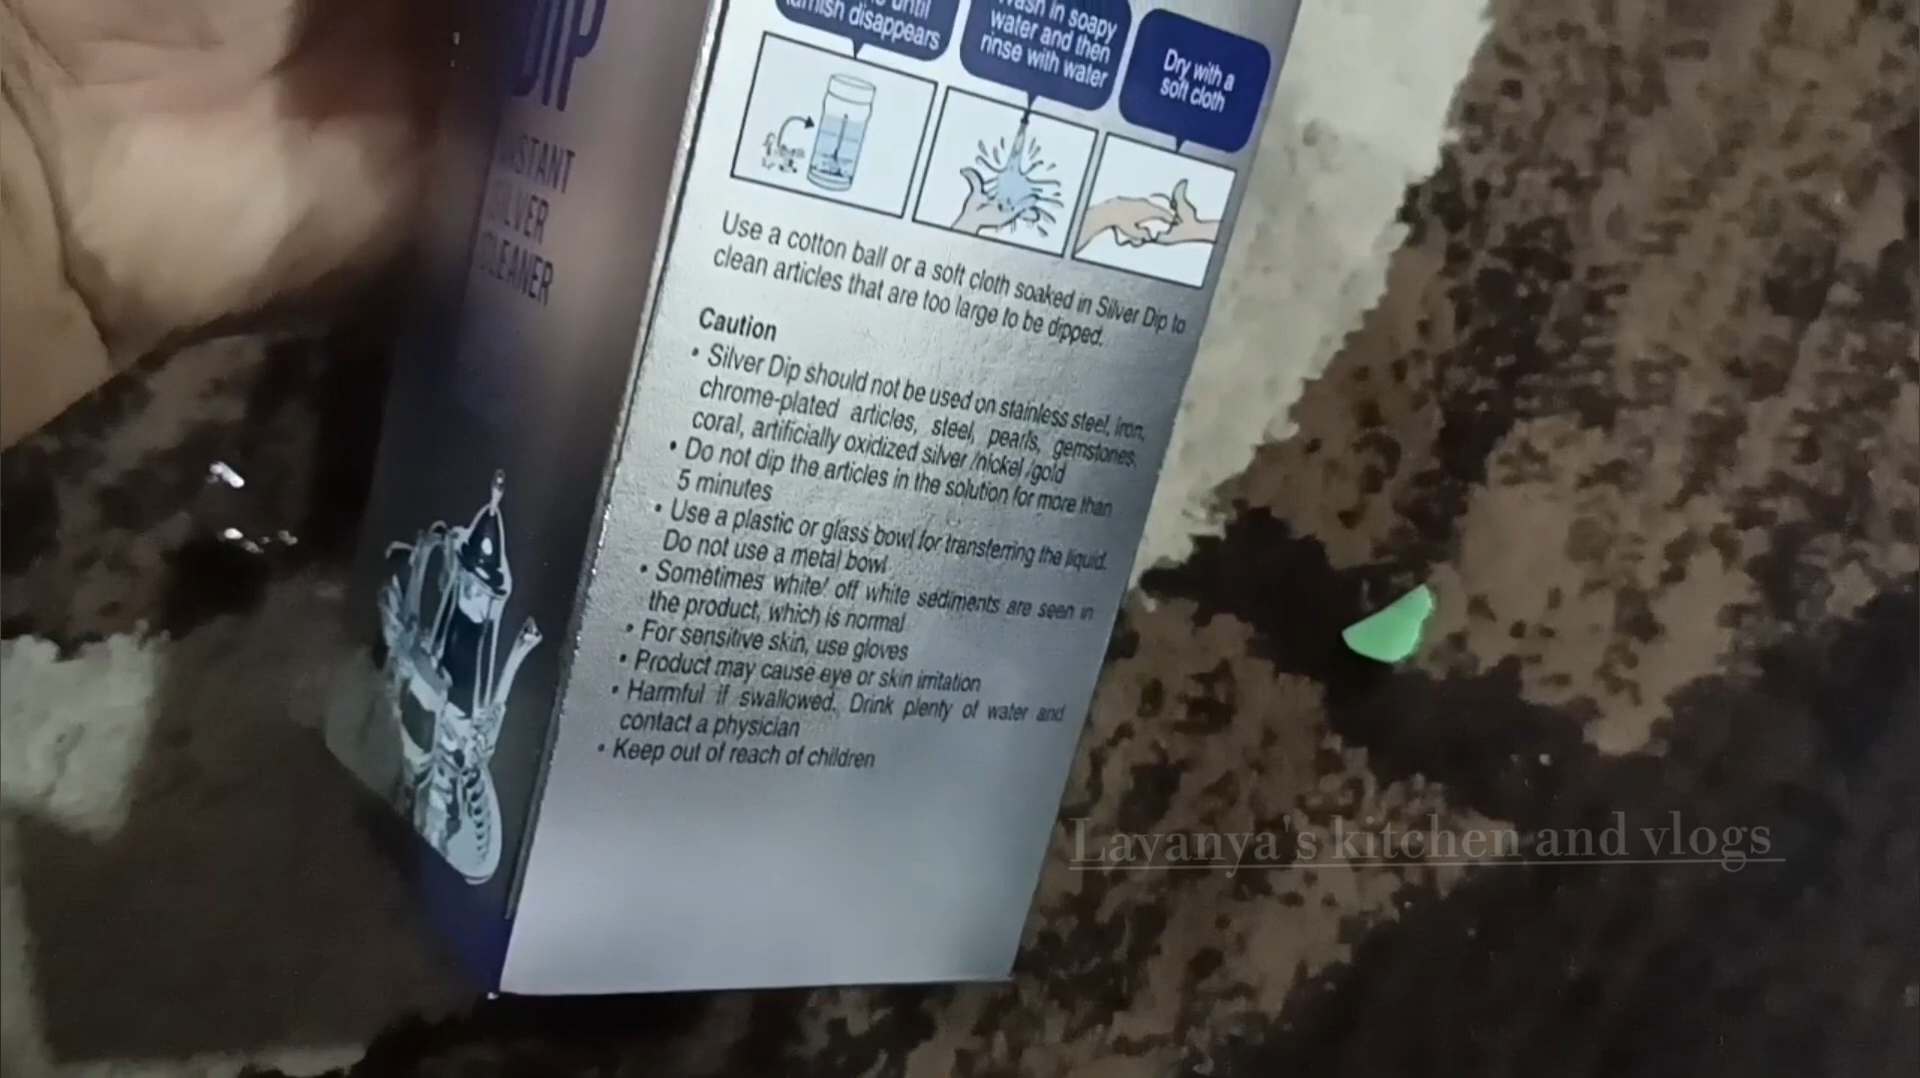 DIP
INSTANT
SILVER
CLEANER
until
tarnish disappears
Wash in soapy
water and then
rinse with water
Dry with a
soft cloth
Use a cotton ball or a soft cloth soaked in Silver Dip to
clean articles that are too large to be dipped.
Caution
• Silver Dip should not be used on stainless steel, iron,
chrome-plated articles, steel, pearls, gemstones,
coral, artificially oxidized silver /nickel /gold
• Do not dip the articles in the solution for more than
5 minutes
• Use a plastic or glass bowl for transferring the liquid.
Do not use a metal bowl
• Sometimes white/ off white sediments are seen in
the product, which is normal
• For sensitive skin, use gloves
• Product may cause eye or skin irritation
• Harmful if swallowed. Drink plenty of water and
contact a physician
• Keep out of reach of children
Lavanya's kitchen and vlogs